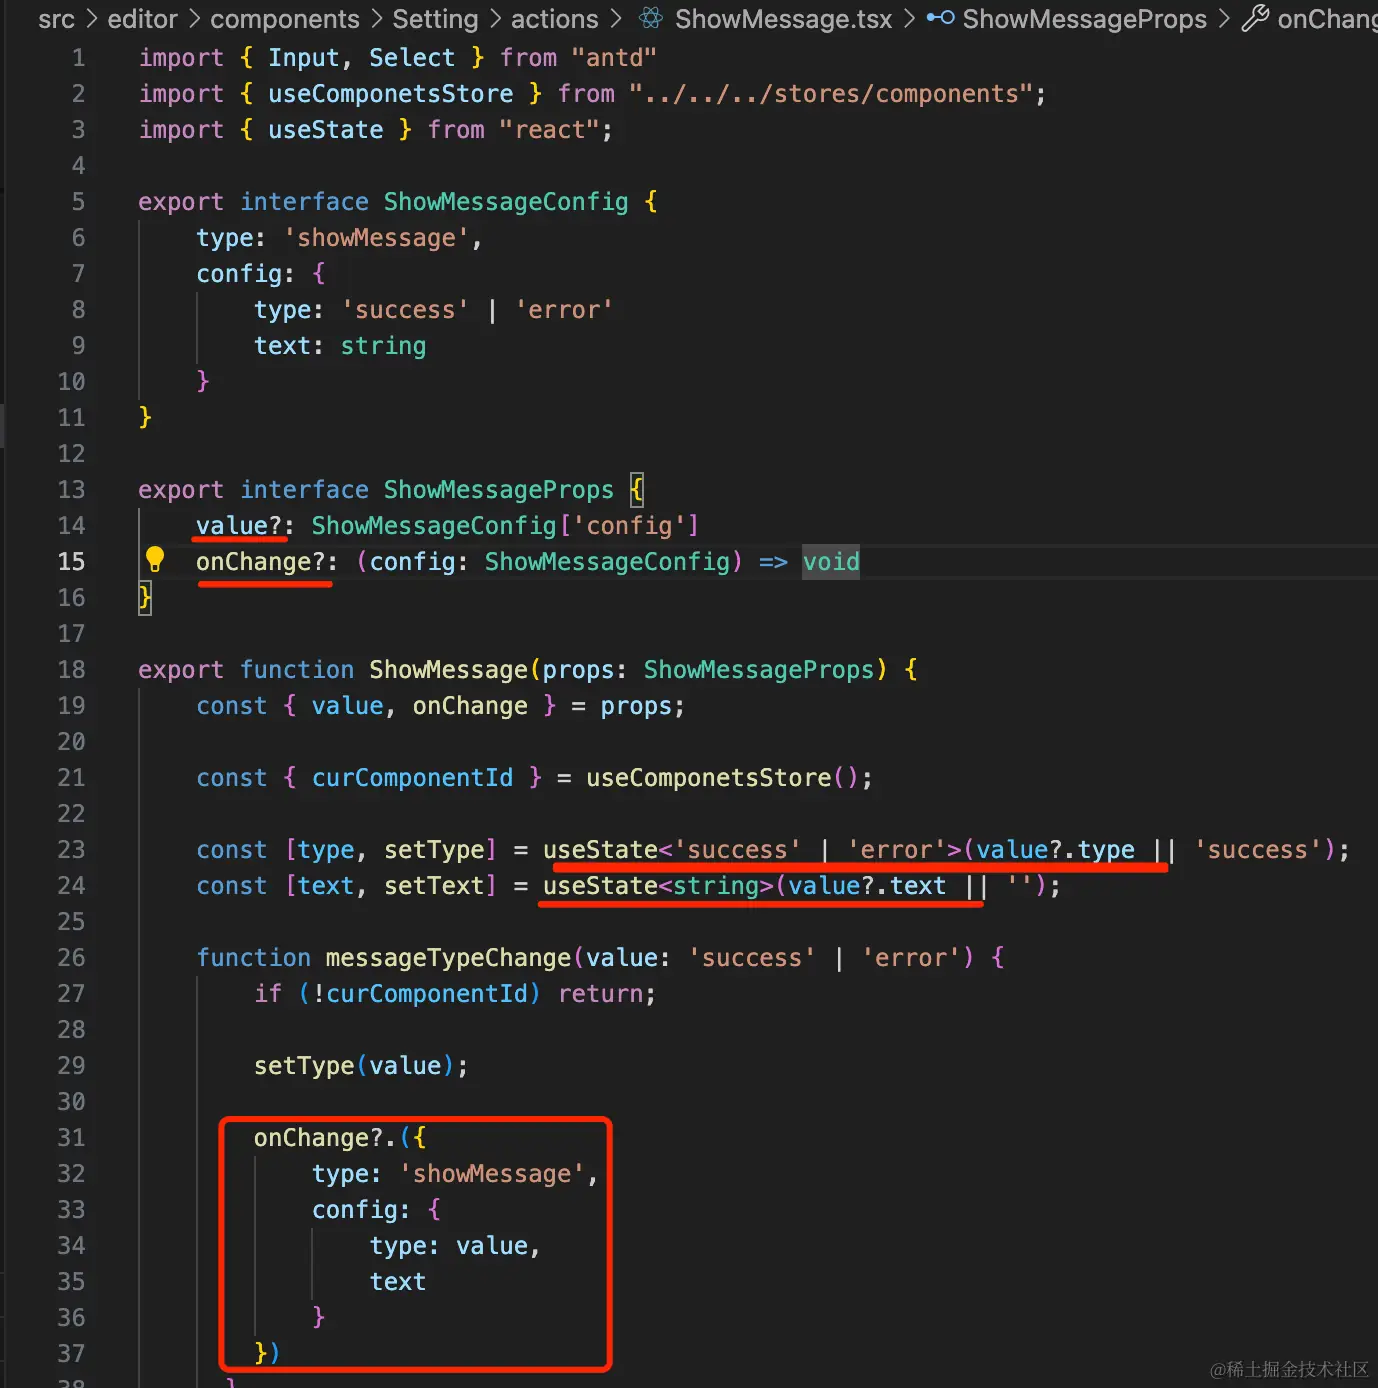 src > editor > components > Setting > actions > ShowMessage.tsx > ShowMessageProps > onChang
1 import { Input, Select } from "antd"
2 import { useComponetsStore } from "../../../stores/components";
3 import { useState } from "react";
4
5 export interface ShowMessageConfig {
6 type: 'showMessage',
7 config: {
8 type: 'success' | 'error'
9 text: string
10 }
11 }
12
13 export interface ShowMessageProps {
14 value?: ShowMessageConfig['config']
15 onChange?: (config: ShowMessageConfig) => void
16 }
17
18 export function ShowMessage(props: ShowMessageProps) {
19 const { value, onChange } = props;
20
21 const { curComponentId } = useComponetsStore();
22
23 const [type, setType] = useState<'success' | 'error'>(value?.type || 'success');
24 const [text, setText] = useState<string>(value?.text || '');
25
26 function messageTypeChange(value: 'success' | 'error') {
27 if (!curComponentId) return;
28
29 setType(value);
30
31 onChange?.({
32 type: 'showMessage',
33 config: {
34 type: value,
35 text
36 }
37 })
38 }
@稀土掘金技术社区